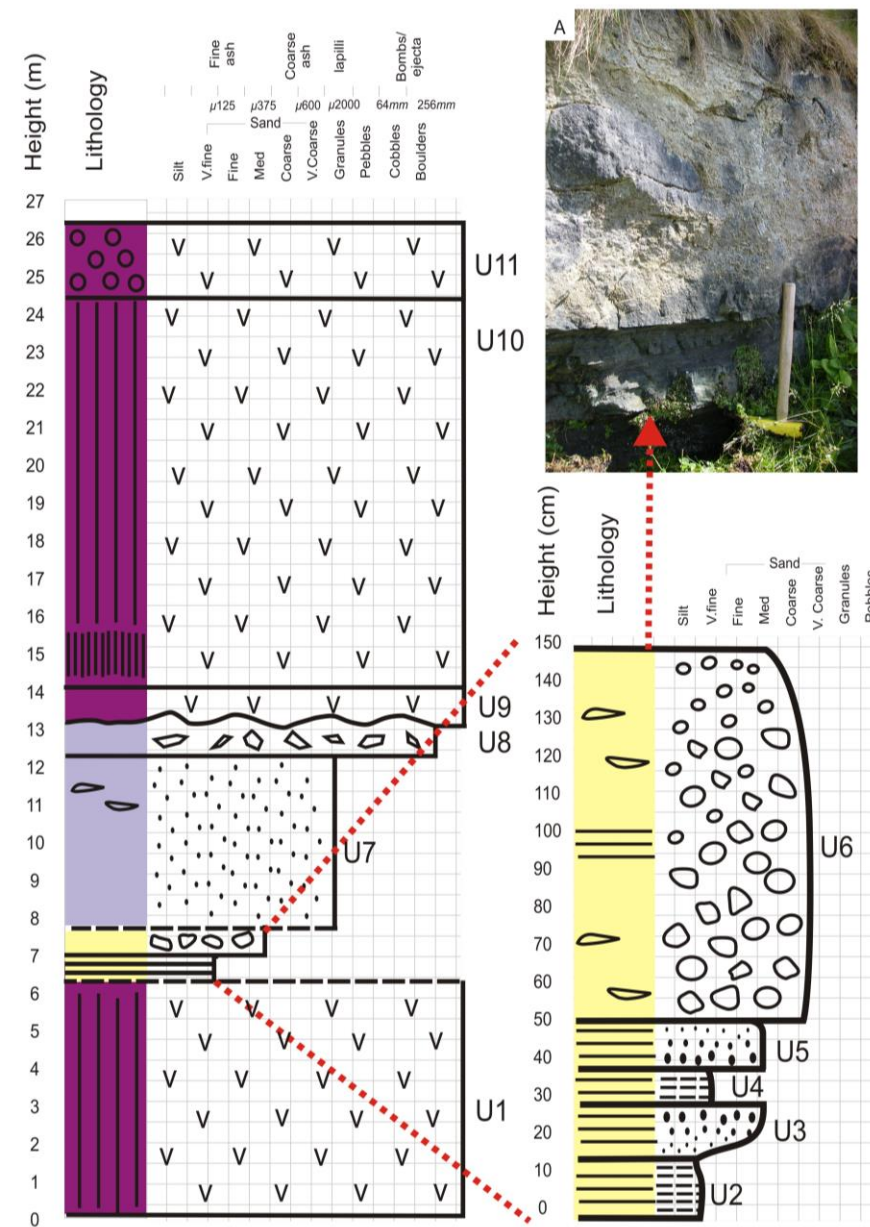 Height (m)
Lithology
Fine ash
Coarse ash
lapilli
Bombs/ ejecta
µ125 µ375 µ600 µ2000 64mm 256mm
Sand
Silt
V.fine
Fine
Med
Coarse
V.Coarse
Granules
Pebbles
Cobbles
Boulders
27
26
25
24
23
22
21
20
19
18
17
16
15
14
13
12
11
10
9
8
7
6
5
4
3
2
1
0
U11
U10
U9
U8
U7
U1
A
Height (cm)
Lithology
Sand
Silt
V.fine
Fine
Med
Coarse
V. Coarse
Granules
Pebbles
150
140
130
120
110
100
90
80
70
60
50
40
30
20
10
0
U6
U5
U4
U3
U2